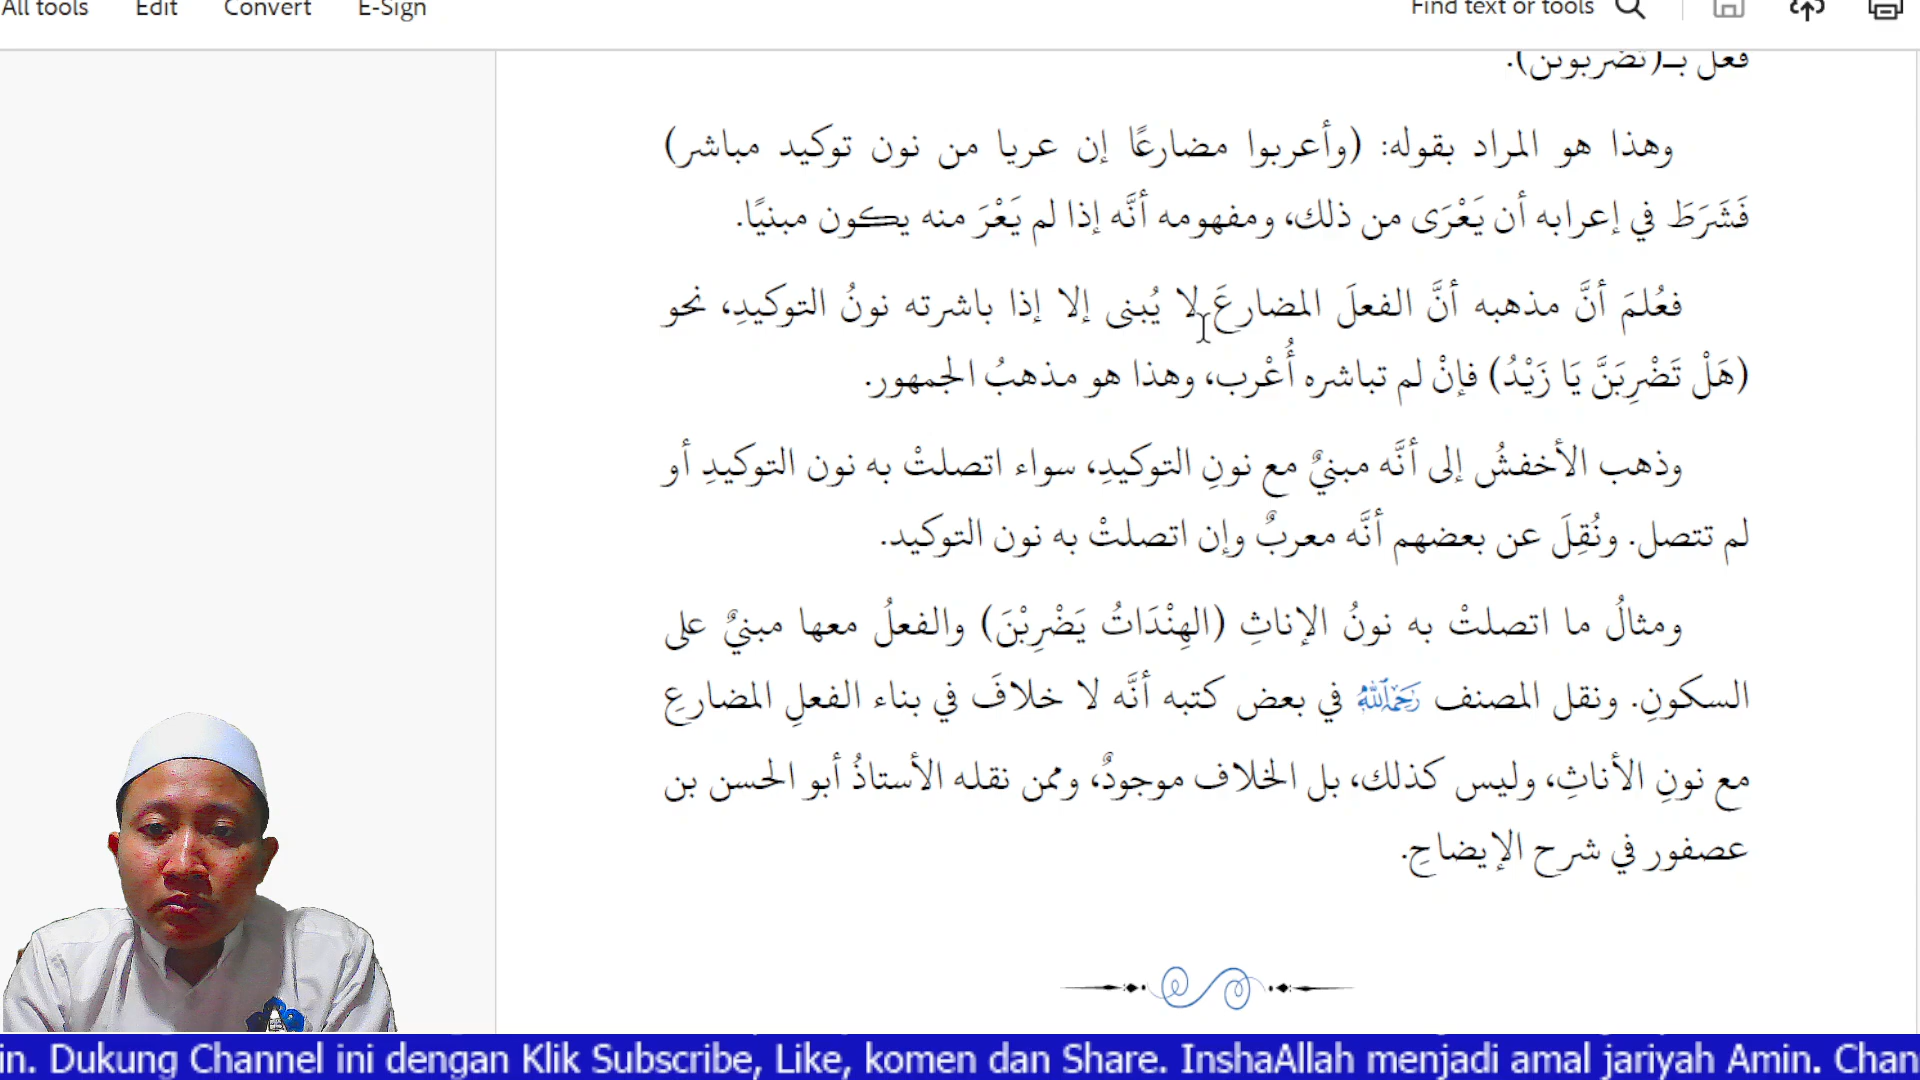 All tools Edit Convert E-Sign Find text or tools
فعل بـ(تضربونن).
وهذا هو المراد بقوله: (وأعربوا مضارعًا إن عريا من نون توكيد مباشر)
فَشَرَطَ في إعرابه أن يَعْرَى من ذلك، ومفهومه أنَّه إذا لم يَعْرَ منه يكون مبنيًا.
فعُلمَ أنَّ مذهبه أنَّ الفعلَ المضارعَ لا يُبنى إلا إذا باشرته نونُ التوكيدِ، نحو
(هَلْ تَضْرِبَنَّ يَا زَيْدُ) فإنْ لم تباشره أُعْرب، وهذا هو مذهبُ الجمهور.
وذهب الأخفشُ إلى أنَّه مبنيٌ مع نونِ التوكيدِ، سواء اتصلتْ به نون التوكيدِ أو
لم تتصل. ونُقِلَ عن بعضهم أنَّه معربٌ وإن اتصلتْ به نون التوكيد.
ومثالُ ما اتصلتْ به نونُ الإناثِ (الهِنْدَاتُ يَضْرِبْنَ) والفعلُ معها مبنيٌ على
السكونِ. ونقل المصنف رَحِمَهُ ٱللَّهُ في بعض كتبه أنَّه لا خلافَ في بناء الفعلِ المضارعِ
مع نونِ الأناثِ، وليس كذلك، بل الخلاف موجودٌ، وممن نقله الأستاذُ أبو الحسن بن
عصفور في شرح الإيضاحِ.
in. Dukung Channel ini dengan Klik Subscribe, Like, komen dan Share. InshaAllah menjadi amal jariyah Amin. Chan